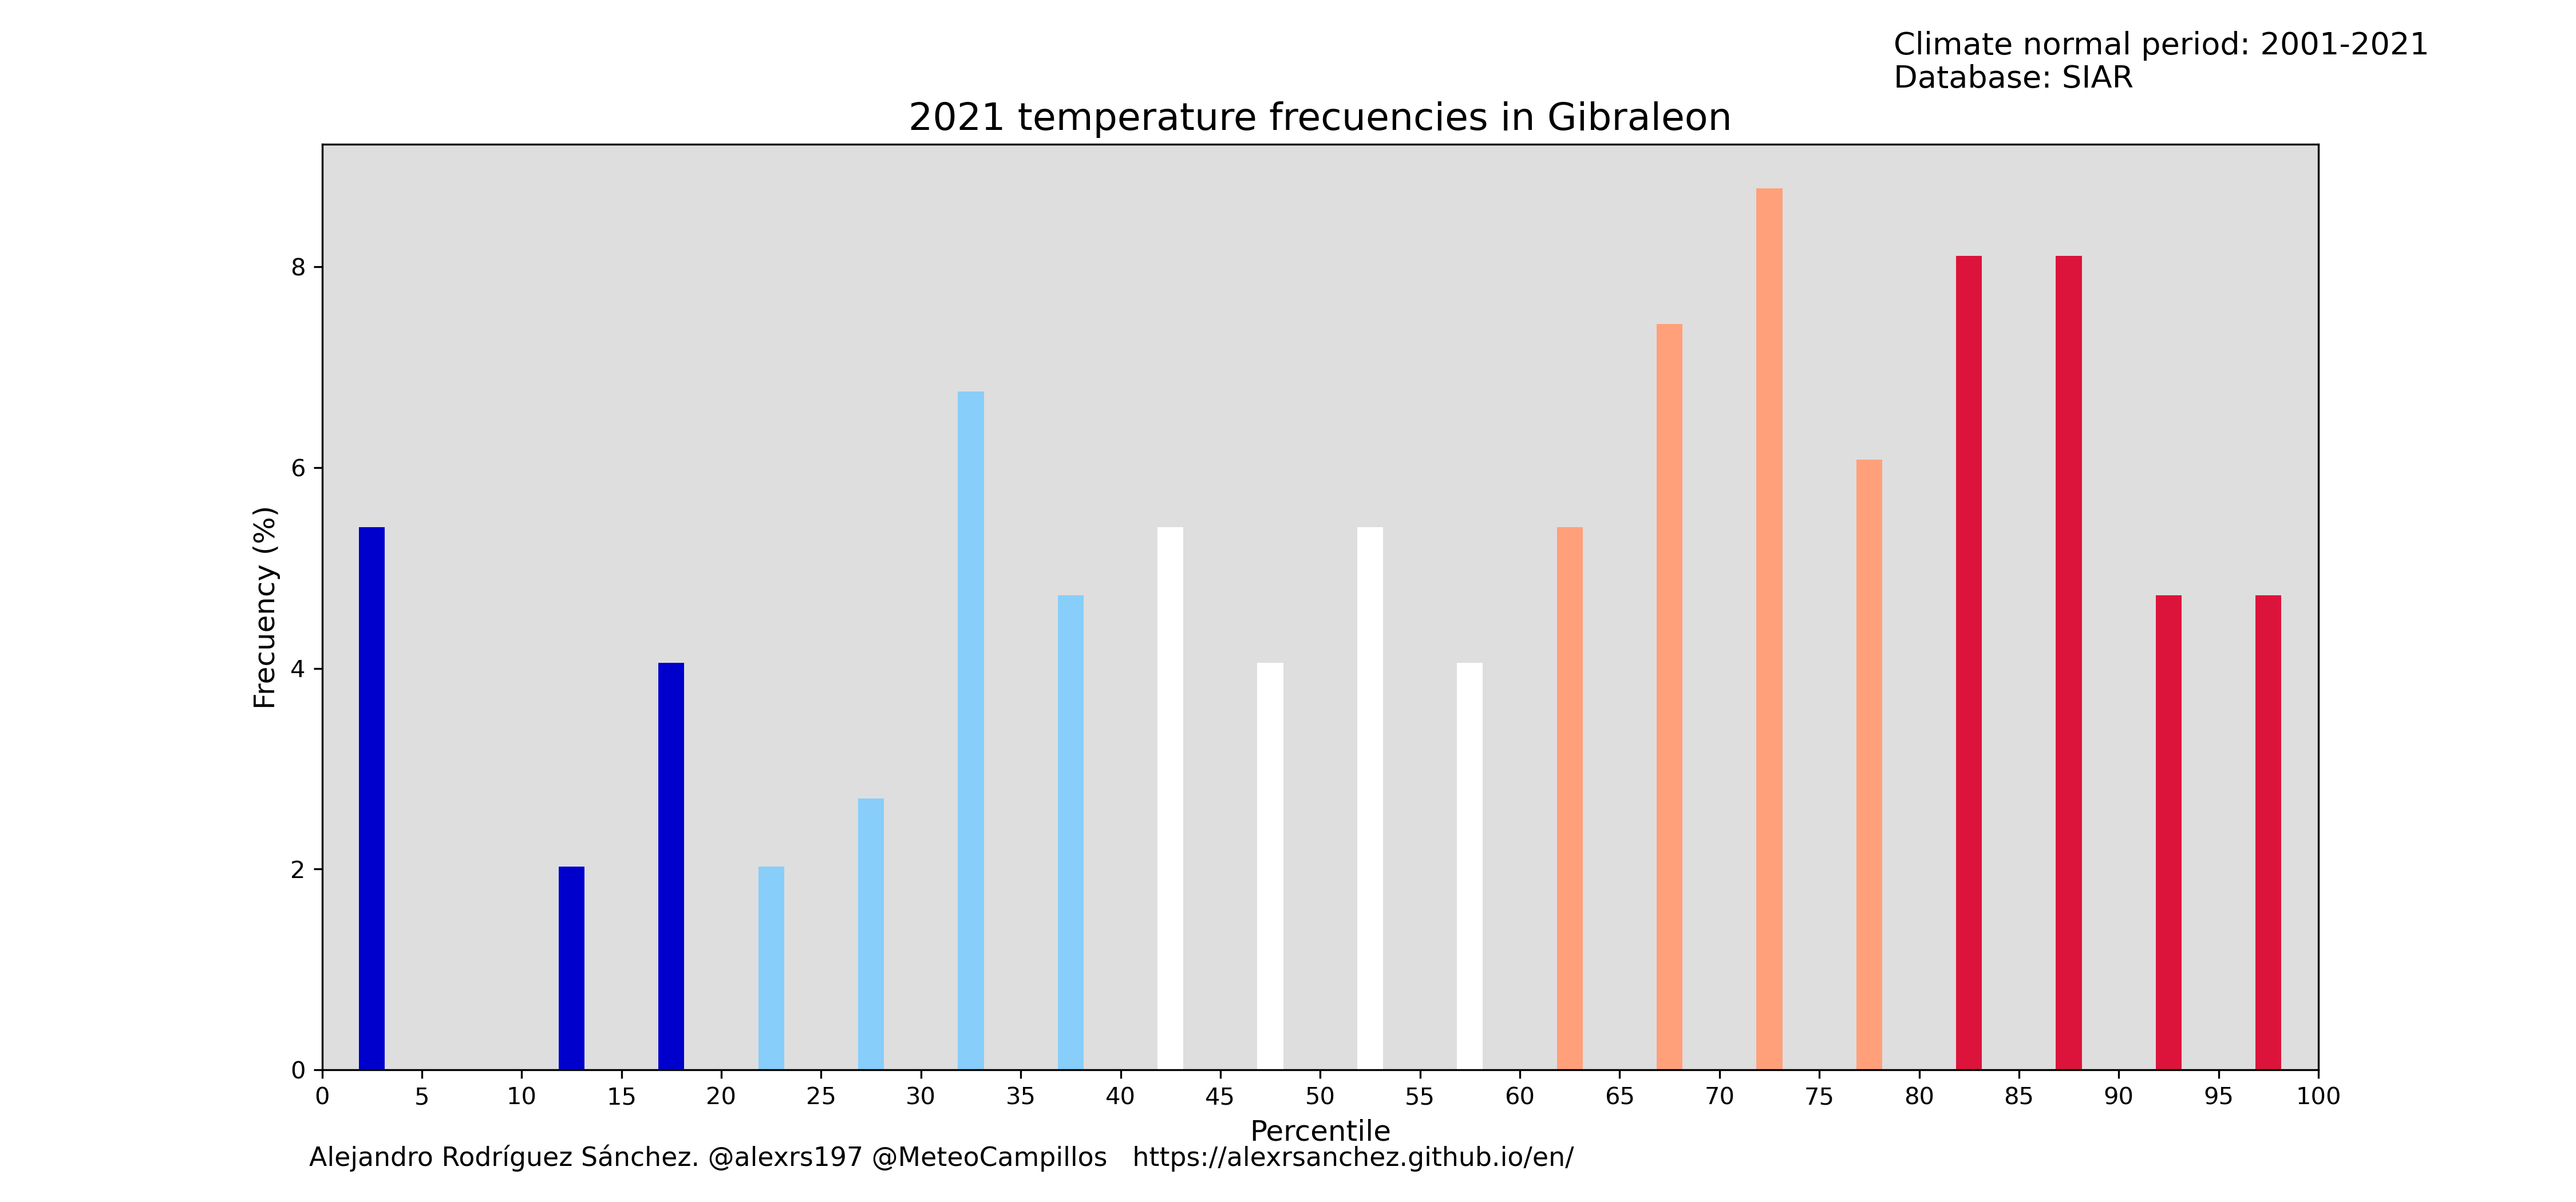 Climate normal period: 2001-2021
Database: SIAR
2021 temperature frecuencies in Gibraleon
Frecuency (%)
8
6
4
2
0
0 5 10 15 20 25 30 35 40 45 50 55 60 65 70 75 80 85 90 95 100
Percentile
Alejandro Rodríguez Sánchez. @alexrs197 @MeteoCampillos https://alexrsanchez.github.io/en/